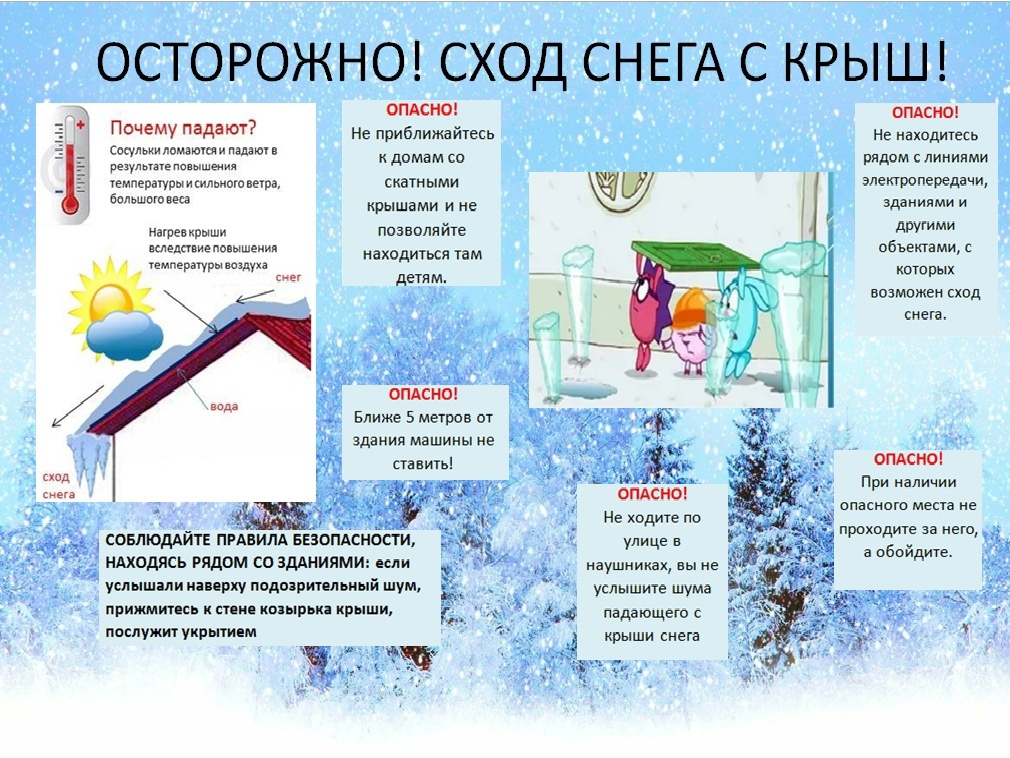 ОСТОРОЖНО! СХОД СНЕГА С КРЫШ!
Почему падают?
Сосульки ломаются и падают в
результате повышения
температуры и сильного ветра,
большого веса
Нагрев крыши
вследствие повышения
температуры воздуха
снег
вода
сход
снега
ОПАСНО!
Не приближайтесь
к домам со
скатными
крышами и не
позволяйте
находиться там
детям.
ОПАСНО!
Ближе 5 метров от
здания машины не
ставить!
ОПАСНО!
Не находитесь
рядом с линиями
электропередачи,
зданиями и
другими
объектами, с
которых
возможен сход
снега.
СОБЛЮДАЙТЕ ПРАВИЛА БЕЗОПАСНОСТИ,
НАХОДЯСЬ РЯДОМ СО ЗДАНИЯМИ: если
услышали наверху подозрительный шум,
прижмитесь к стене козырька крыши,
послужит укрытием
ОПАСНО!
Не ходите по
улице в
наушниках, вы не
услышите шума
падающего с
крыши снега
ОПАСНО!
При наличии
опасного места не
проходите за него,
а обойдите.